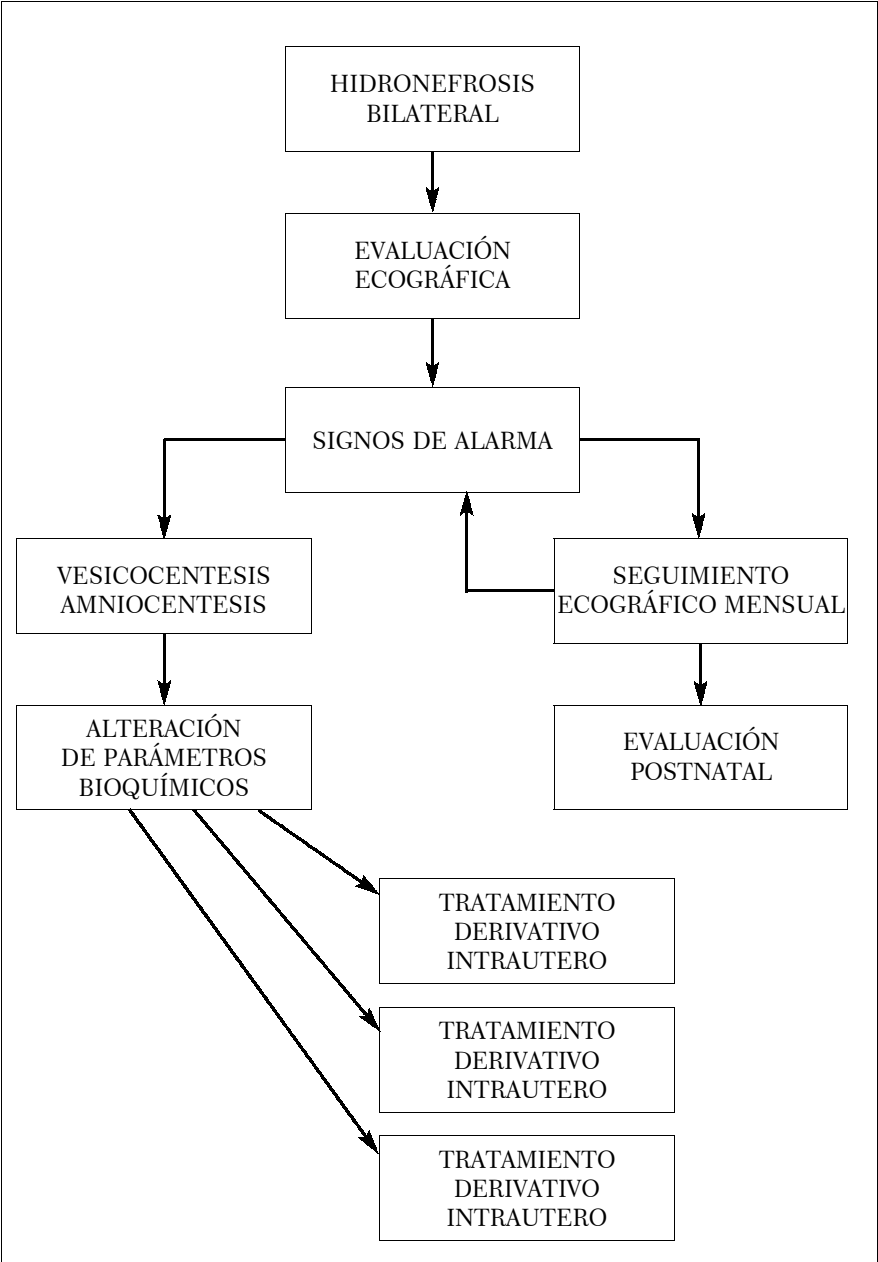 HIDRONEFROSIS
BILATERAL
EVALUACIÓN
ECOGRÁFICA
SIGNOS DE ALARMA
VESICOCENTESIS
AMNIOCENTESIS
SEGUIMIENTO
ECOGRÁFICO MENSUAL
ALTERACIÓN
DE PARÁMETROS
BIOQUÍMICOS
EVALUACIÓN
POSTNATAL
TRATAMIENTO
DERIVATIVO
INTRAUTERO
TRATAMIENTO
DERIVATIVO
INTRAUTERO
TRATAMIENTO
DERIVATIVO
INTRAUTERO